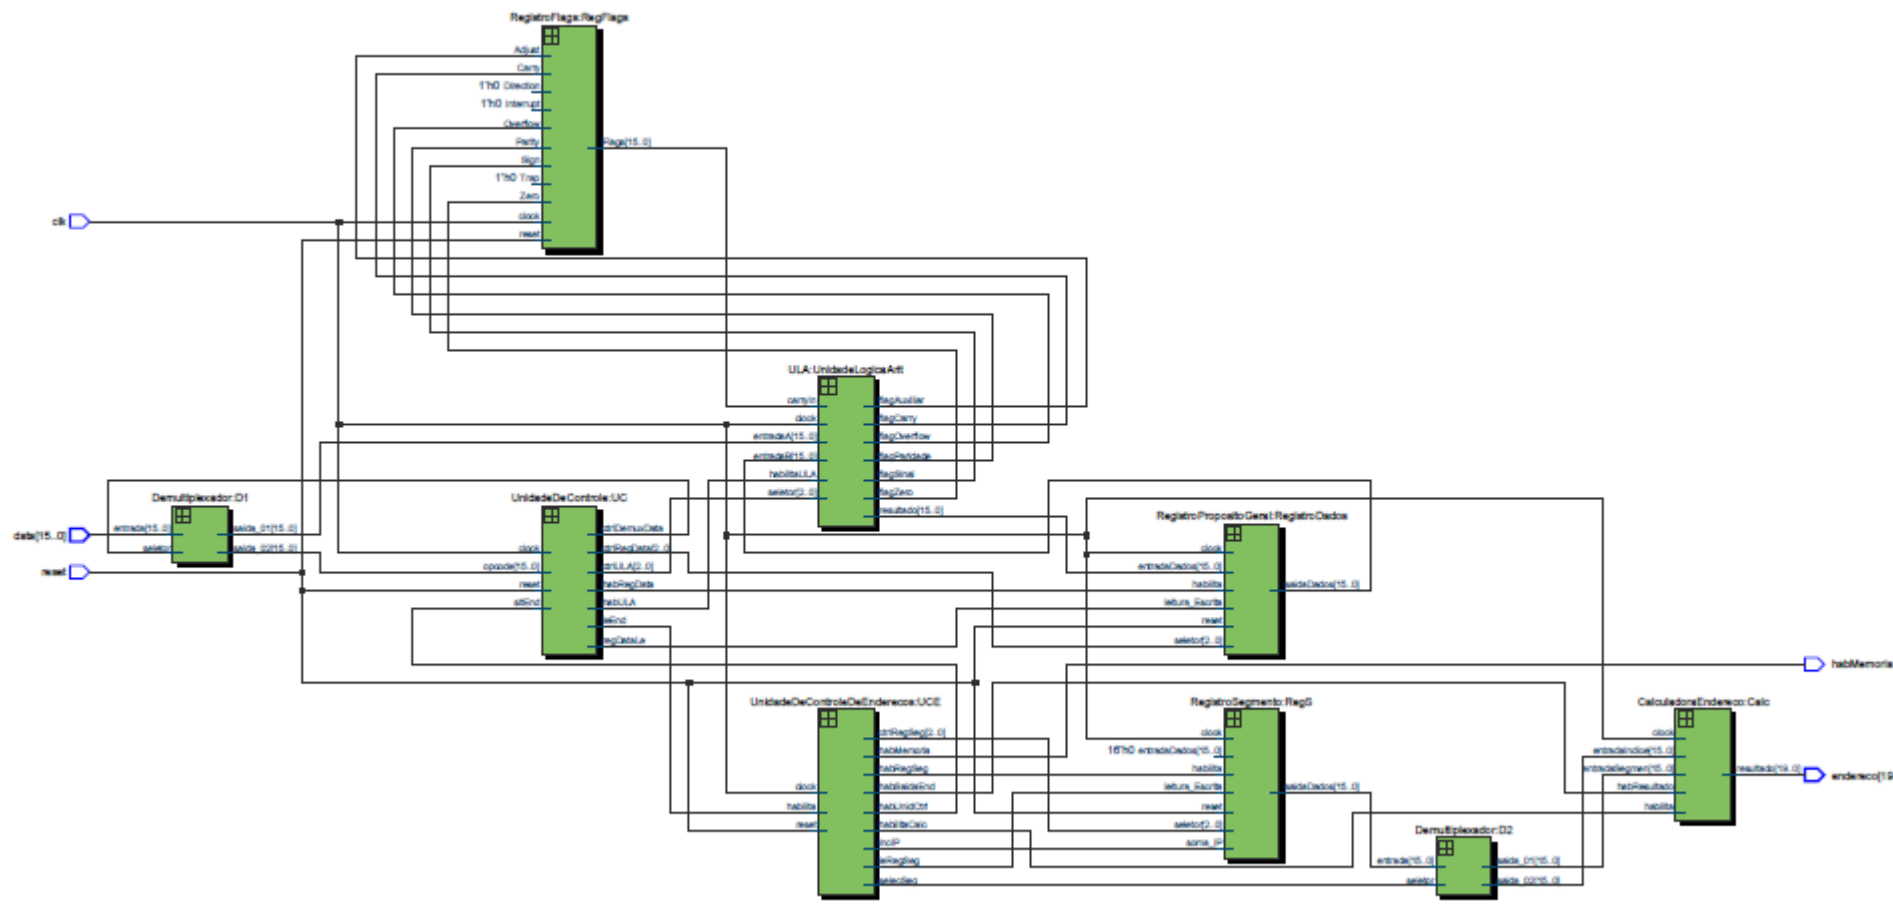 RegistroFlags:RegFlags
Adjust
Carry
1'h0 Direction
1'h0 Interrupt
Overflow
Parity
Sign
1'h0 Trap
Zero
clock
reset
Flags[15..0]
clk
ULA:UnidadeLogicaArit
carryIn
clock
entradaA[15..0]
entradaB[15..0]
habilitaULA
seletor[2..0]
flagAuxiliar
flagCarry
flagOverflow
flagParidade
flagSinal
flagZero
resultado[15..0]
Demultiplexador:D1
data[15..0]
entrada[15..0]
seletor
saida_01[15..0]
saida_02[15..0]
reset
UnidadeDeControle:UC
clock
opcode[15..0]
reset
ctrlDemuxData
ctrlRegData[2..0]
ctrlULA[2..0]
habRegData
habULA
regDataLe
RegistroPropositoGeral:RegistroDados
clock
entradaDados[15..0]
habilita
leitura_Escrita
reset
seletor[2..0]
saidaDados[15..0]
habMemoria
UnidadeDeControleDeEnderecos:UCE
clock
habilita
reset
ctrlRegSeg[2..0]
habMemoria
habRegSeg
habSaidaEnd
habUnidCtrl
habilitaCalc
incIP
leRegSeg
selecSeg
RegistroSegmento:RegS
clock
16'h0 entradaDados[15..0]
habilita
leitura_Escrita
reset
seletor[2..0]
soma_IP
saidaDados[15..0]
CalculadoraEndereco:Calc
clock
entradaIndice[15..0]
entradaSegmen[15..0]
habResultado
habilita
resultado[19..0]
endereco[19
Demultiplexador:D2
entrada[15..0]
seletor
saida_01[15..0]
saida_02[15..0]